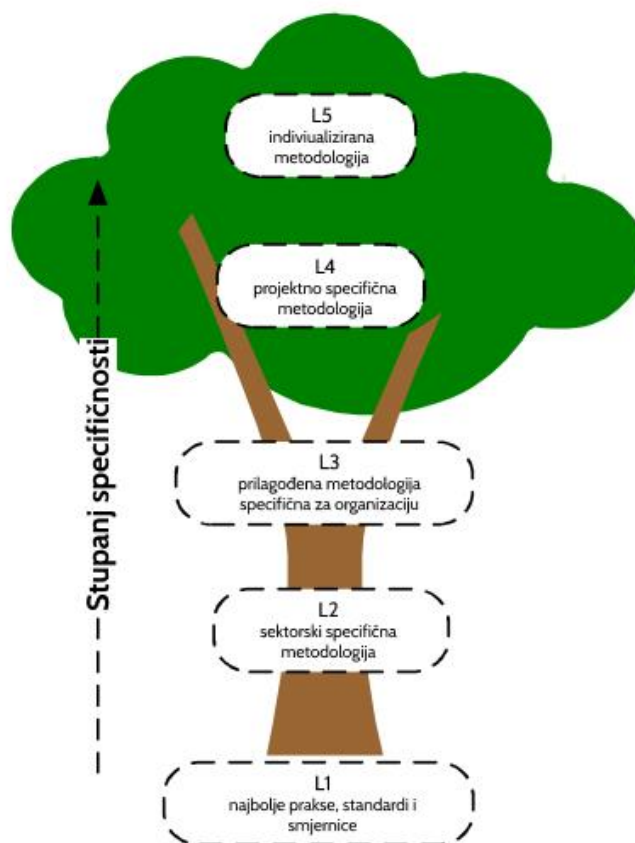 L5
indiviualizirana
metodologija
L4
projektno specifična
metodologija
Stupanj specifičnosti
L3
prilagođena metodologija
specifična za organizaciju
L2
sektorski specifična
metodologija
L1
najbolje prakse, standardi i
smjernice